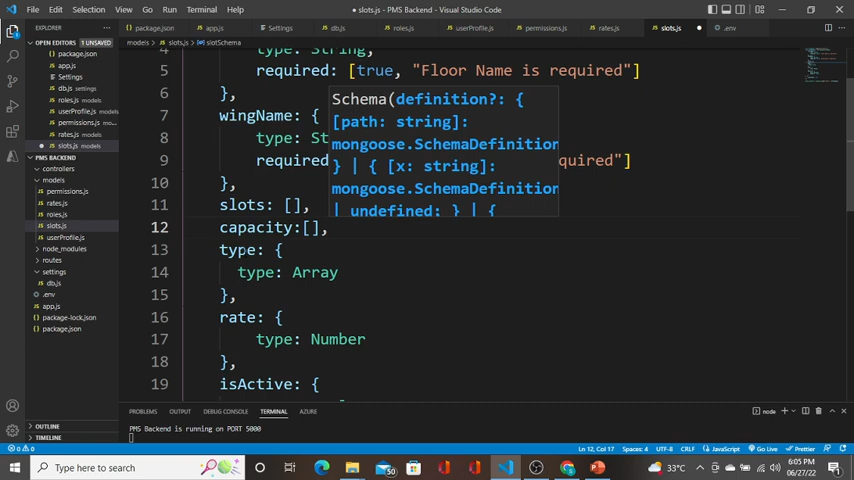 File Edit Selection View Go Run Terminal Help
slots.js - PMS Backend - Visual Studio Code
EXPLORER
package.json app.js Settings db.js roles.js userProfile.js permissions.js rates.js slots.js .env
OPEN EDITORS 1 UNSAVED
package.json
app.js
Settings
db.js
roles.js models
userProfile.js models
permissions.js m...
rates.js models
slots.js models
PMS BACKEND
controllers
models
permissions.js
rates.js
roles.js
slots.js
userProfile.js
node_modules
routes
settings
db.js
.env
app.js
package-lock.json
package.json
OUTLINE
TIMELINE
models > slots.js > slotSchema
4 type: String,
5 required: [true, "Floor Name is required"]
6 },
7 wingName: {
8 type: St
9 required quired"]
10 },
11 slots: [],
12 capacity:[],
13 type: {
14 type: Array
15 },
16 rate: {
17 type: Number
18 },
19 isActive: {
Schema(definition?: {
[path: string]:
mongoose.SchemaDefinition
} | { [x: string]:
mongoose.SchemaDefinition
| undefined; } | {
PROBLEMS OUTPUT DEBUG CONSOLE TERMINAL AZURE
node
PMS Backend is running on PORT 5000
0 0
Ln 12, Col 17 Spaces: 4 UTF-8 CRLF JavaScript Go Live Prettier
Type here to search
50
33°C
6:05 PM
06/27/22